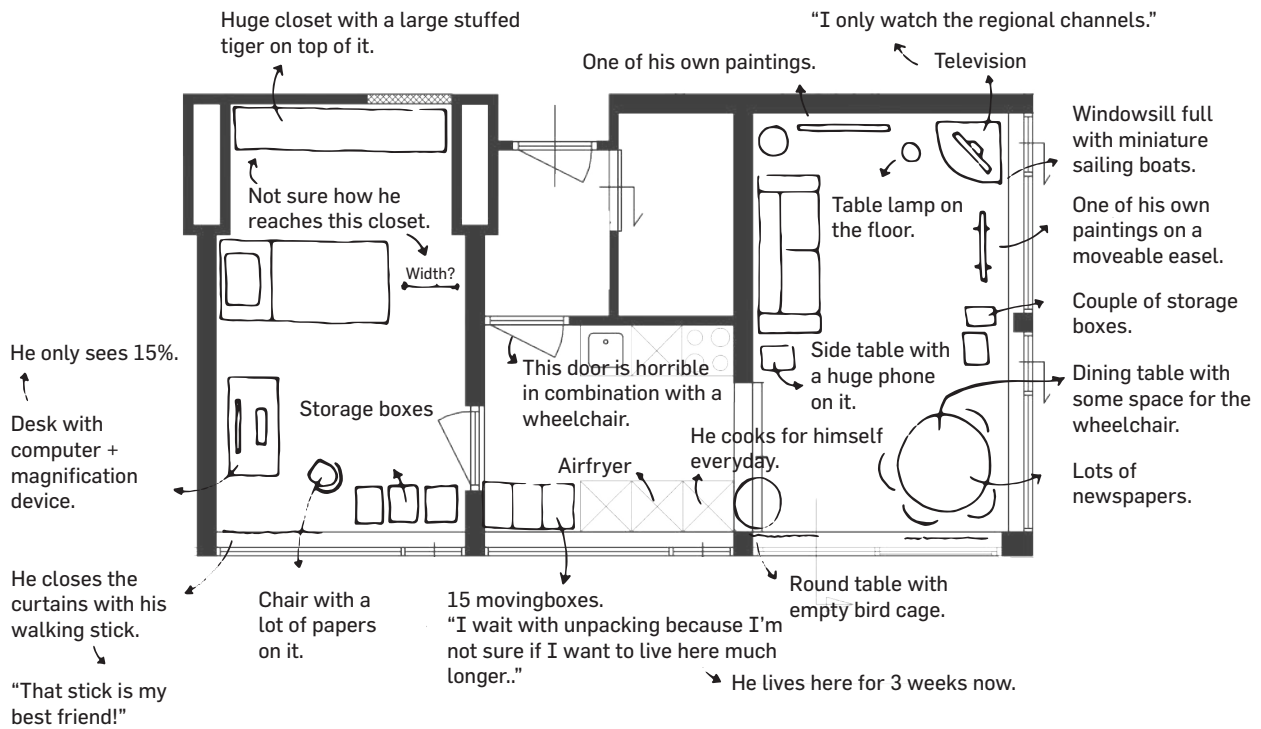 Huge closet with a large stuffed
tiger on top of it.
“I only watch the regional channels.”
One of his own paintings.
Television
Windowsill full
with miniature
sailing boats.
Not sure how he
reaches this closet.
Width?
Table lamp on
the floor.
One of his own
paintings on a
moveable easel.
Couple of storage
boxes.
He only sees 15%.
Desk with
computer +
magnification
device.
Storage boxes
This door is horrible
in combination with a
wheelchair.
Side table with
a huge phone
on it.
Dining table with
some space for the
wheelchair.
He cooks for himself
everyday.
Airfryer
Lots of
newspapers.
He closes the
curtains with his
walking stick.
“That stick is my
best friend!”
Chair with a
lot of papers
on it.
15 movingboxes.
“I wait with unpacking because I’m
not sure if I want to live here much
longer..”
He lives here for 3 weeks now.
Round table with
empty bird cage.